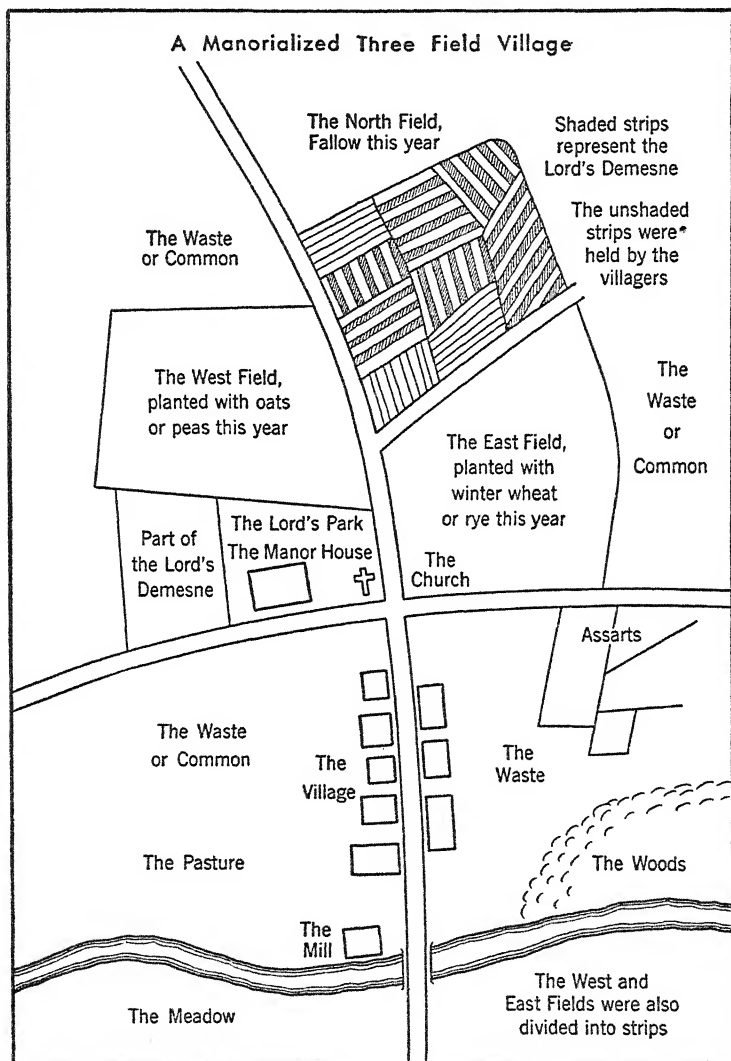 A Manorialized Three Field Village
The North Field,
Fallow this year
Shaded strips
represent the
Lord's Demesne
The unshaded
strips were
held by the
villagers
The Waste
or Common
The West Field,
planted with oats
or peas this year
The
Waste
or
Common
The East Field,
planted with
winter wheat
or rye this year
Part of
the Lord's
Demesne
The Lord's Park
The Manor House
The
Church
Assarts
The Waste
or Common
The
Village
The
Waste
The Pasture
The Woods
The
Mill
The Meadow
The West and
East Fields were also
divided into strips